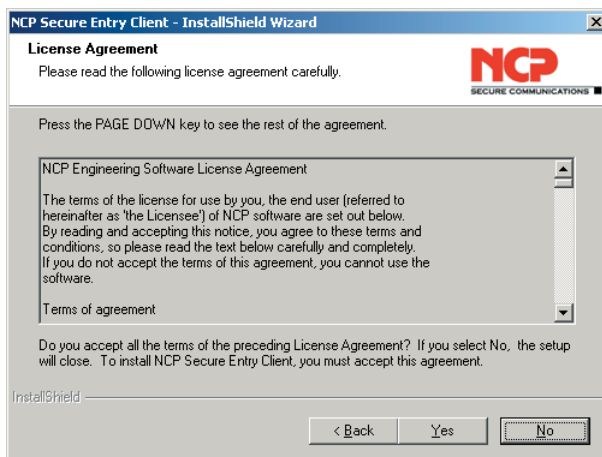 NCP Secure Entry Client - InstallShield Wizard
License Agreement
Please read the following license agreement carefully.
NCP
SECURE COMMUNICATIONS
Press the PAGE DOWN key to see the rest of the agreement.
NCP Engineering Software License Agreement
The terms of the license for use by you, the end user (referred to
hereinafter as 'the Licensee') of NCP software are set out below.
By reading and accepting this notice, you agree to these terms and
conditions, so please read the text below carefully and completely.
If you do not accept the terms of this agreement, you cannot use the
software.
Terms of agreement
Do you accept all the terms of the preceding License Agreement? If you select No, the setup
will close. To install NCP Secure Entry Client, you must accept this agreement.
InstallShield
< Back Yes No